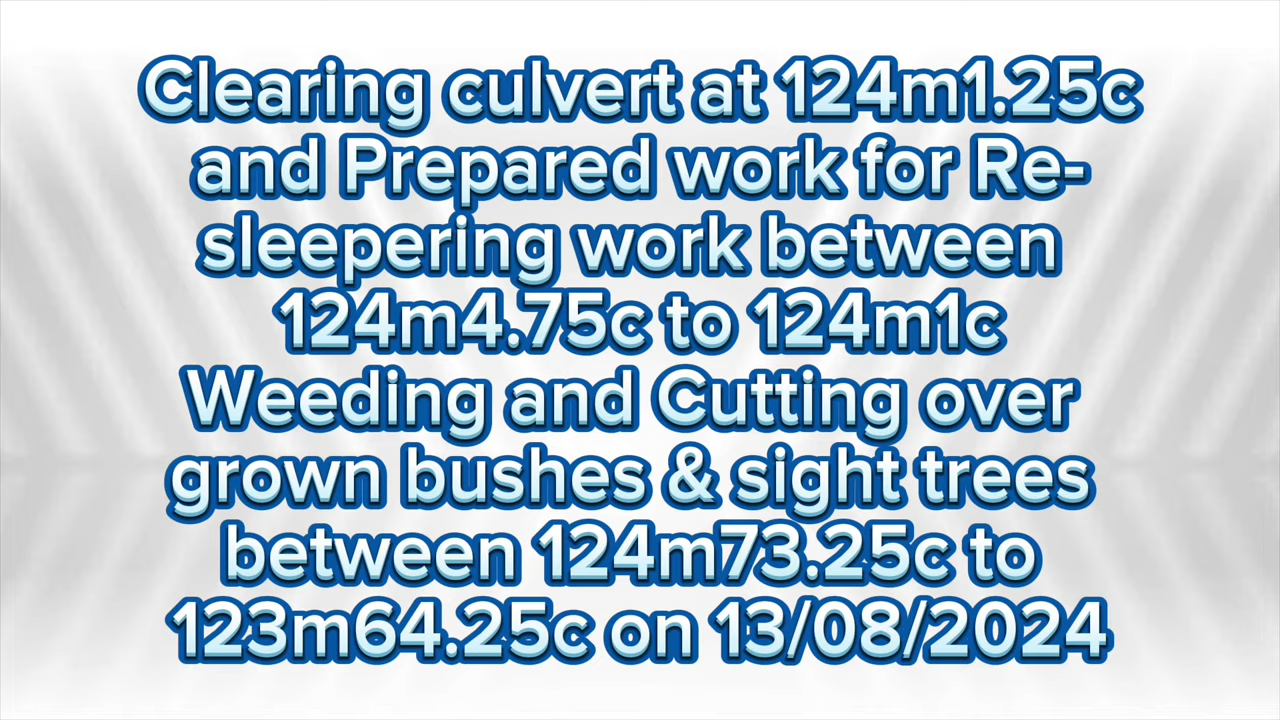 Clearing culvert at 124m1.25c
and Prepared work for Re-
sleepering work between
124m4.75c to 124m1c
Weeding and Cutting over
grown bushes & sight trees
between 124m73.25c to
123m64.25c on 13/08/2024